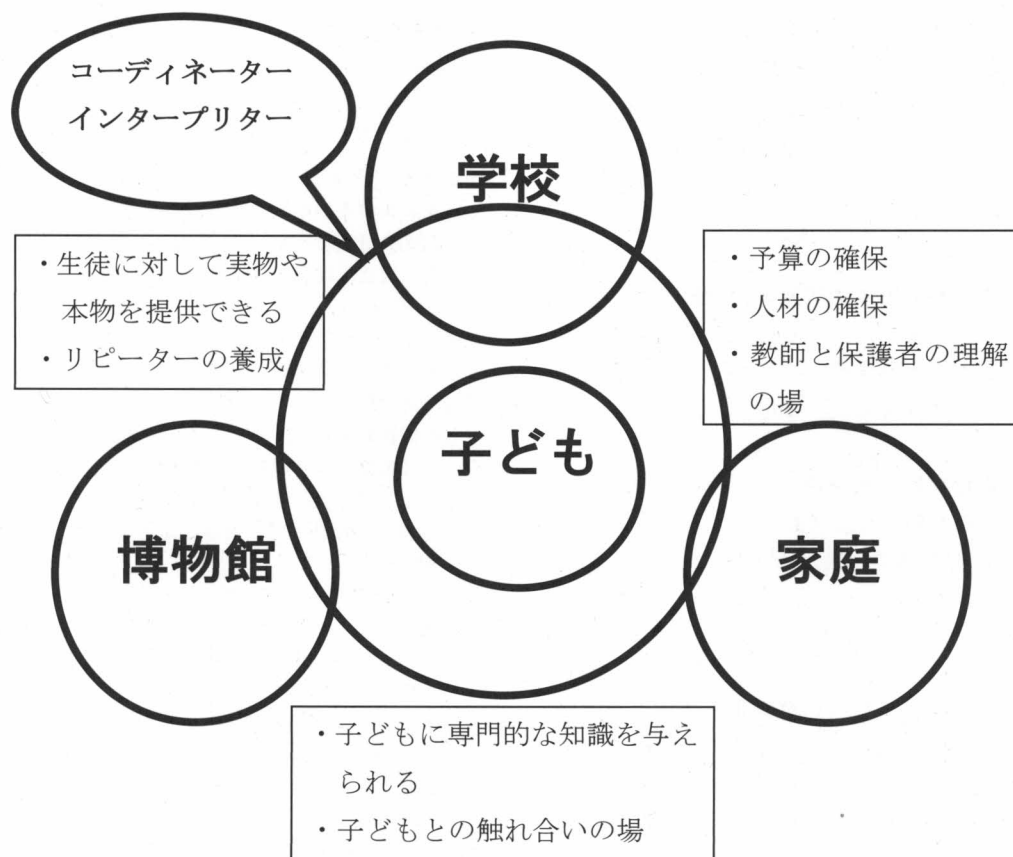 コーディネーター
インタープリター
学校
・生徒に対して実物や
本物を提供できる
・リピーターの養成
・予算の確保
・人材の確保
・教師と保護者の理解
の場
子ども
博物館
家庭
・子どもに専門的な知識を与え
られる
・子どもとの触れ合いの場